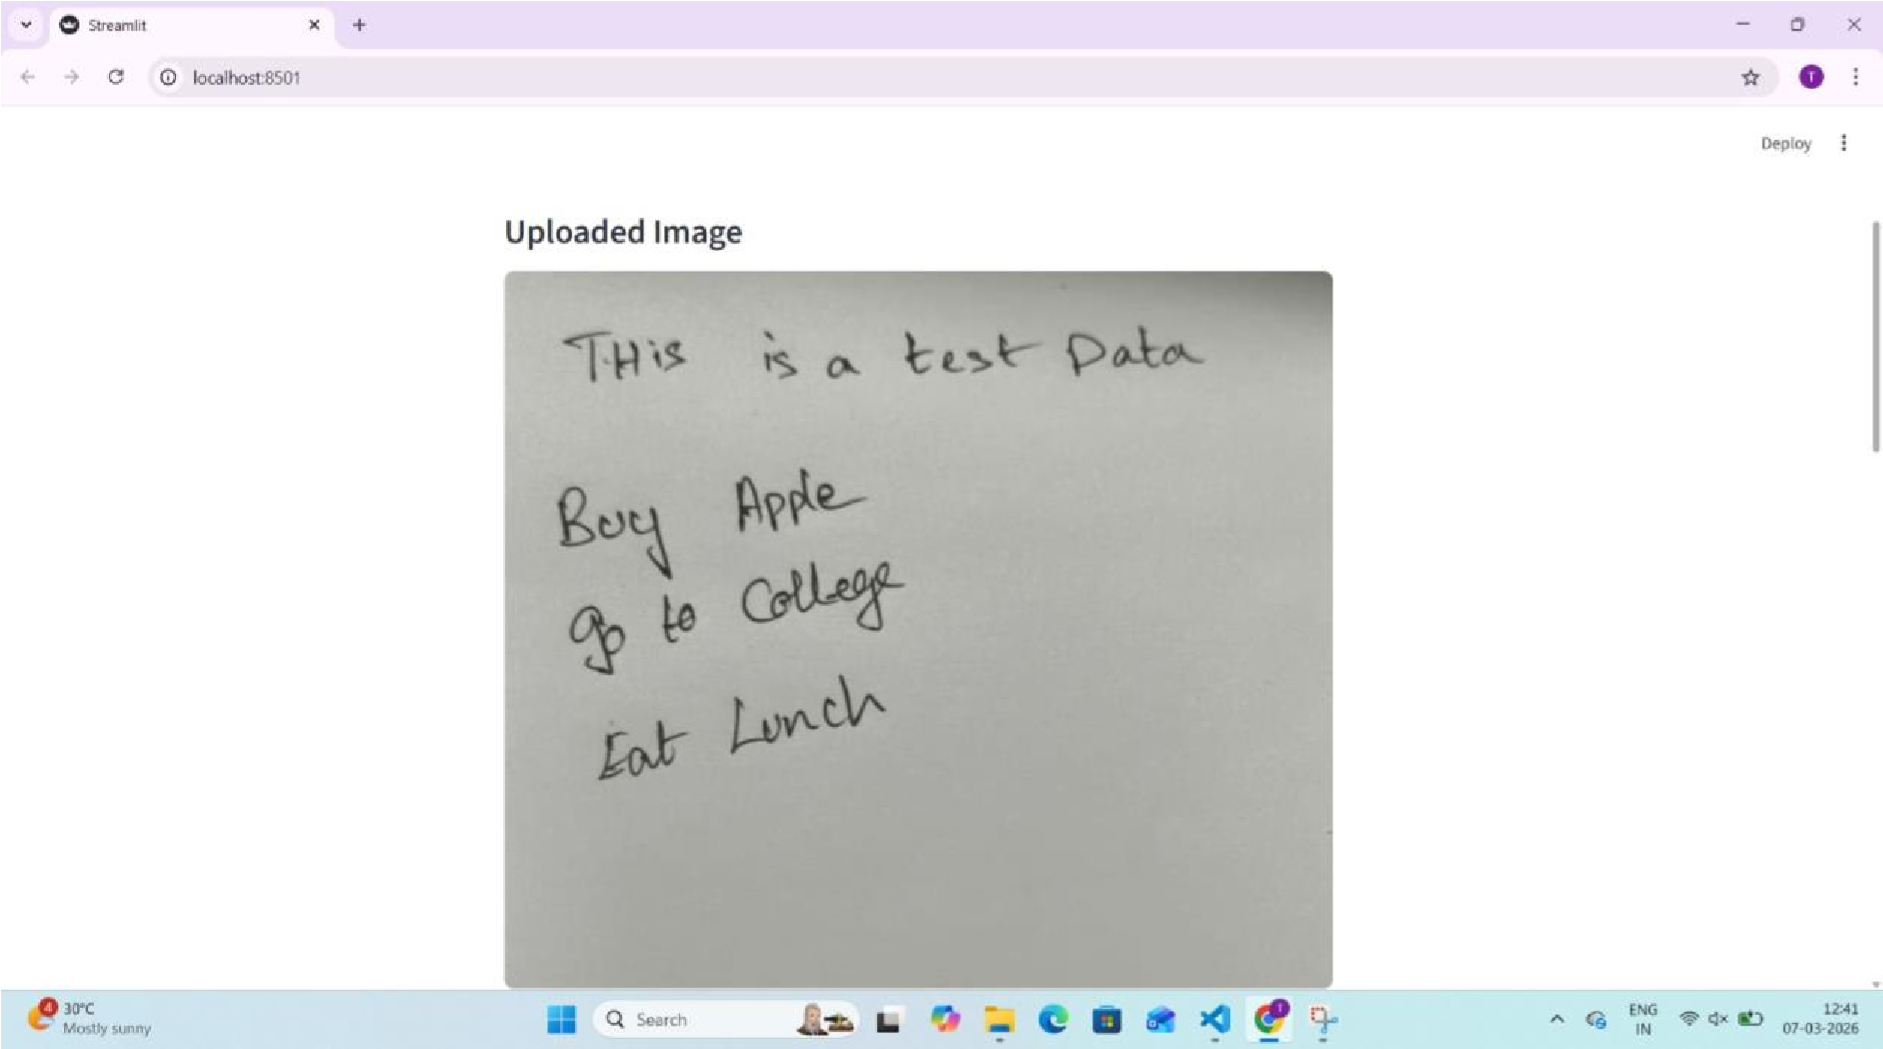 Streamlit
localhost:8501
T
Deploy
Uploaded Image
THis is a test Data
Buy Apple
go to College
Eat Lunch
4
30°C
Mostly sunny
Search
T
ENG
IN
12:41
07-03-2026